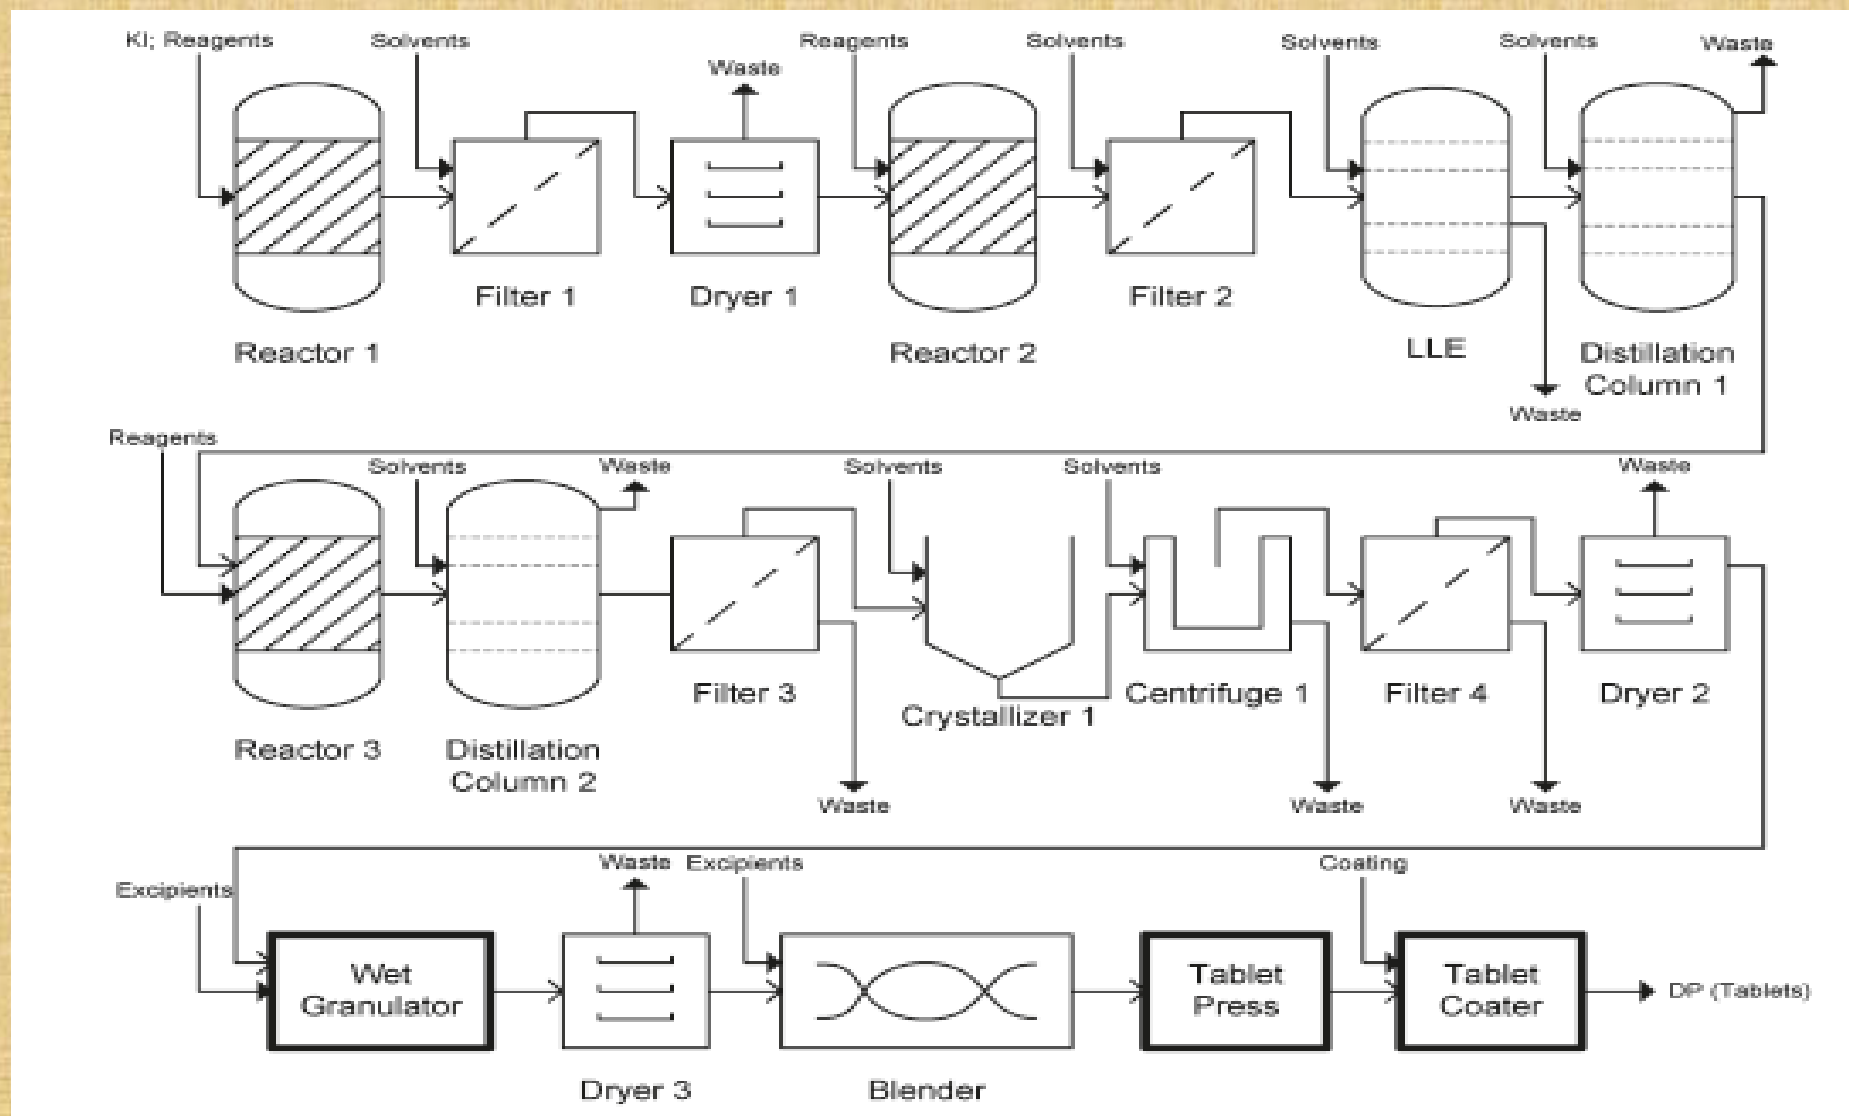 KI; Reagents
Solvents
Reagents
Solvents
Solvents
Solvents
Waste
Waste
Filter 1
Dryer 1
Filter 2
Reactor 1
Reactor 2
LLE
Distillation
Column 1
Waste
Reagents
Solvents
Waste
Solvents
Solvents
Waste
Filter 3
Crystallizer 1
Centrifuge 1
Filter 4
Dryer 2
Reactor 3
Distillation
Column 2
Waste
Waste
Waste
Excipients
Waste
Excipients
Coating
Wet
Granulator
Tablet
Press
Tablet
Coater
DP (Tablets)
Dryer 3
Blender